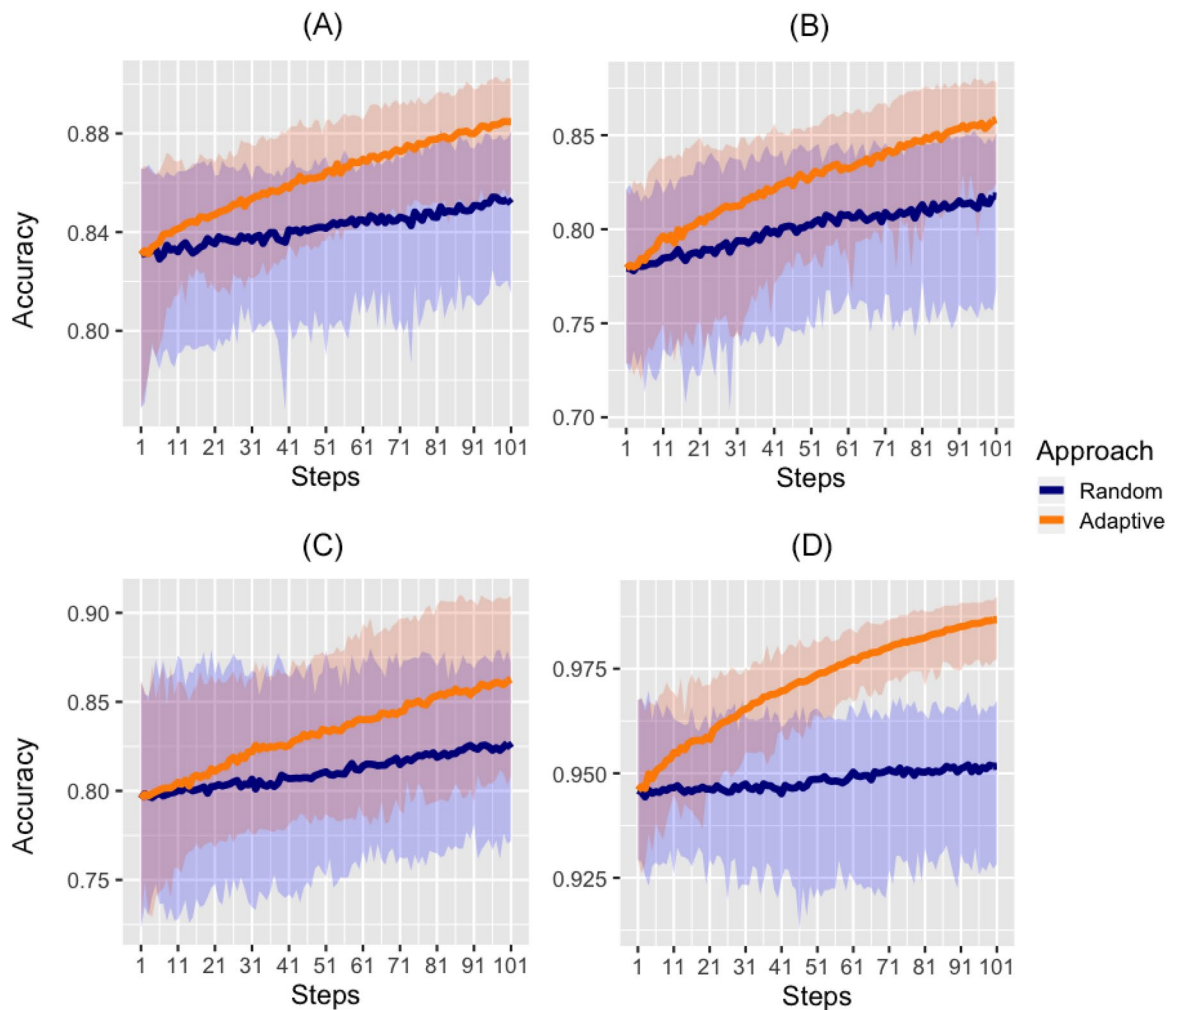 (A)
(B)
Accuracy
0.88
0.84
0.80
0.85
0.80
0.75
0.70
1 11 21 31 41 51 61 71 81 91 101
1 11 21 31 41 51 61 71 81 91 101
Steps
Steps
Approach
Random
Adaptive
(C)
(D)
Accuracy
0.90
0.85
0.80
0.75
0.975
0.950
0.925
1 11 21 31 41 51 61 71 81 91 101
1 11 21 31 41 51 61 71 81 91 101
Steps
Steps